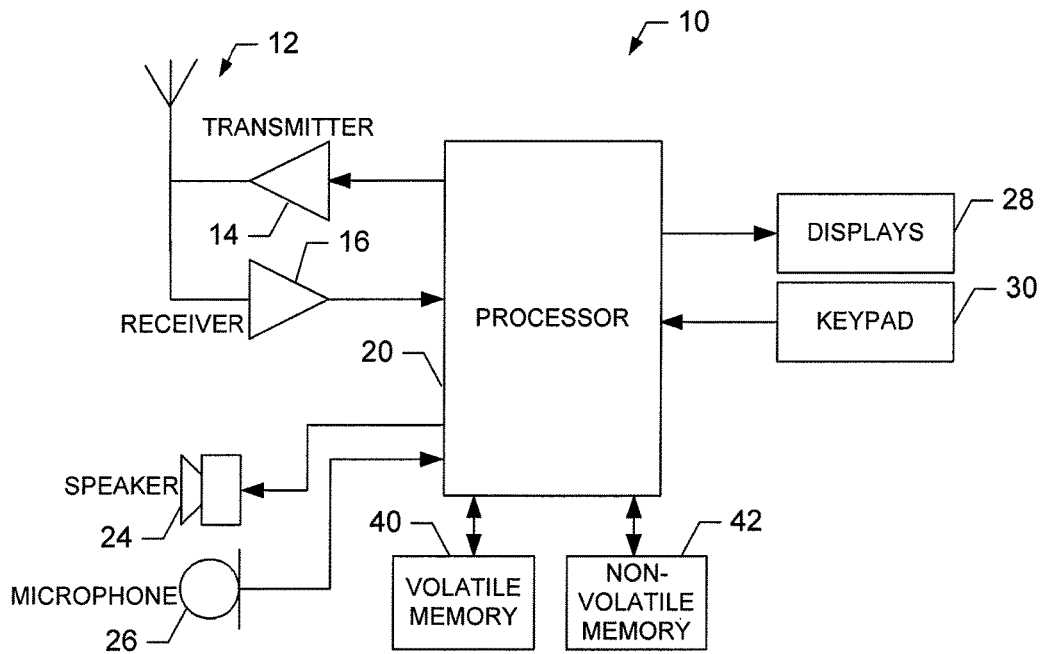 10
12
TRANSMITTER
14
16
RECEIVER
PROCESSOR
20
DISPLAYS
28
KEYPAD
30
SPEAKER
24
MICROPHONE
26
40
VOLATILE
MEMORY
42
NON-
VOLATILE
MEMORY